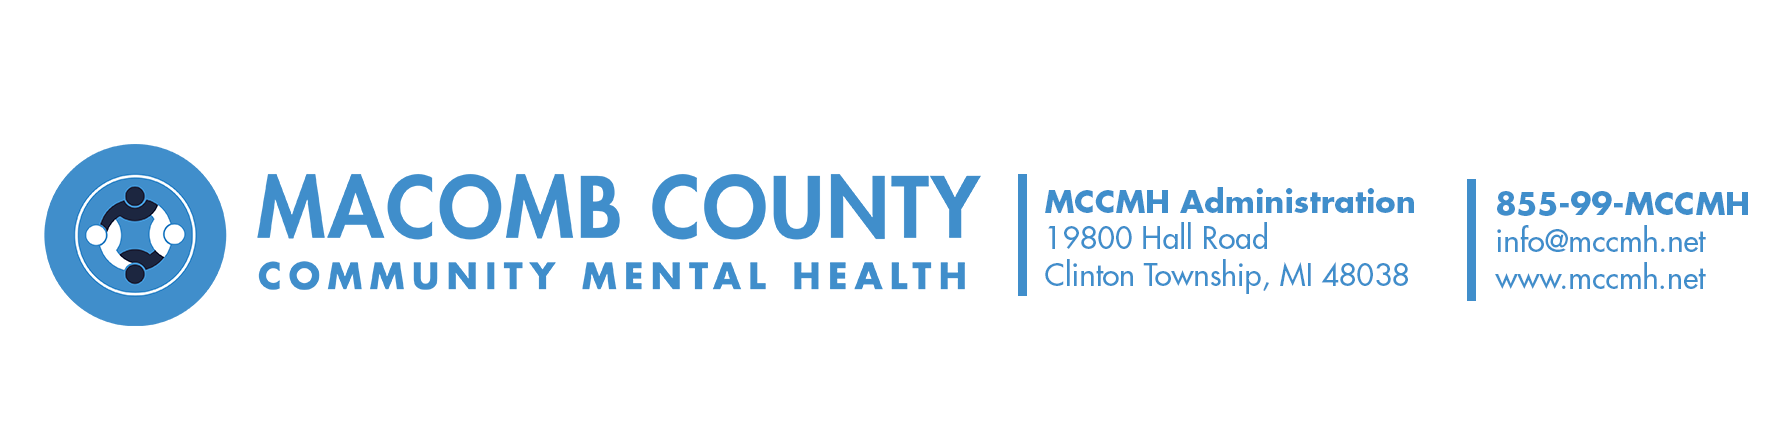 MACOMB COUNTY
COMMUNITY MENTAL HEALTH
MCCMH Administration
19800 Hall Road
Clinton Township, MI 48038
855-99-MCCMH
info@mccmh.net
www.mccmh.net